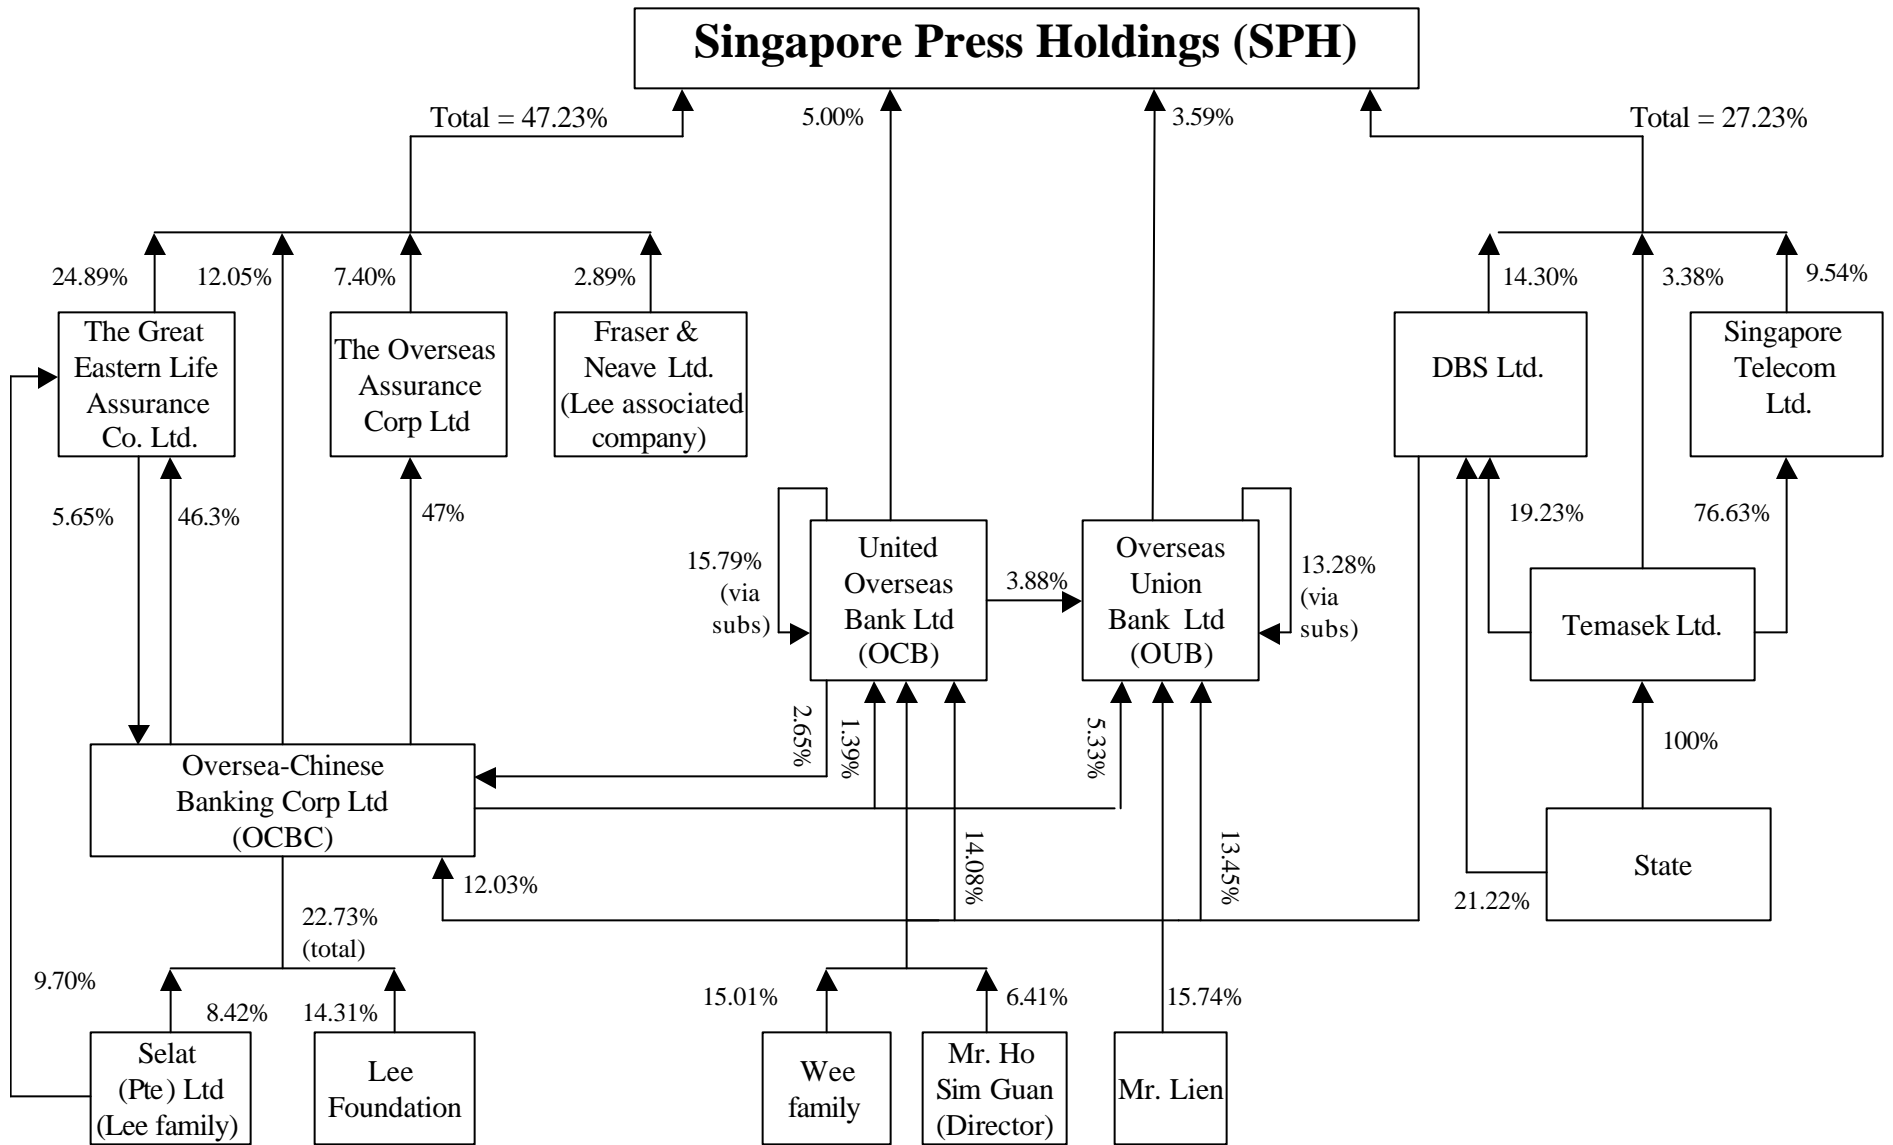 Singapore Press Holdings (SPH)
Total = 47.23%
5.00%
3.59%
Total = 27.23%
24.89%
12.05%
7.40%
2.89%
14.30%
3.38%
9.54%
The Great
Eastern Life
Assurance
Co. Ltd.
The Overseas
Assurance
Corp Ltd
Fraser &
Neave Ltd.
(Lee associated
company)
DBS Ltd.
Singapore
Telecom
Ltd.
5.65%
46.3%
47%
19.23%
76.63%
15.79%
(via
subs)
United
Overseas
Bank Ltd
(OCB)
3.88%
Overseas
Union
Bank Ltd
(OUB)
13.28%
(via
subs)
Temasek Ltd.
2.65%
1.39%
5.33%
100%
Oversea-Chinese
Banking Corp Ltd
(OCBC)
12.03%
14.08%
13.45%
State
21.22%
22.73%
(total)
9.70%
8.42%
14.31%
15.01%
6.41%
15.74%
Selat
(Pte) Ltd
(Lee family)
Lee
Foundation
Wee
family
Mr. Ho
Sim Guan
(Director)
Mr. Lien